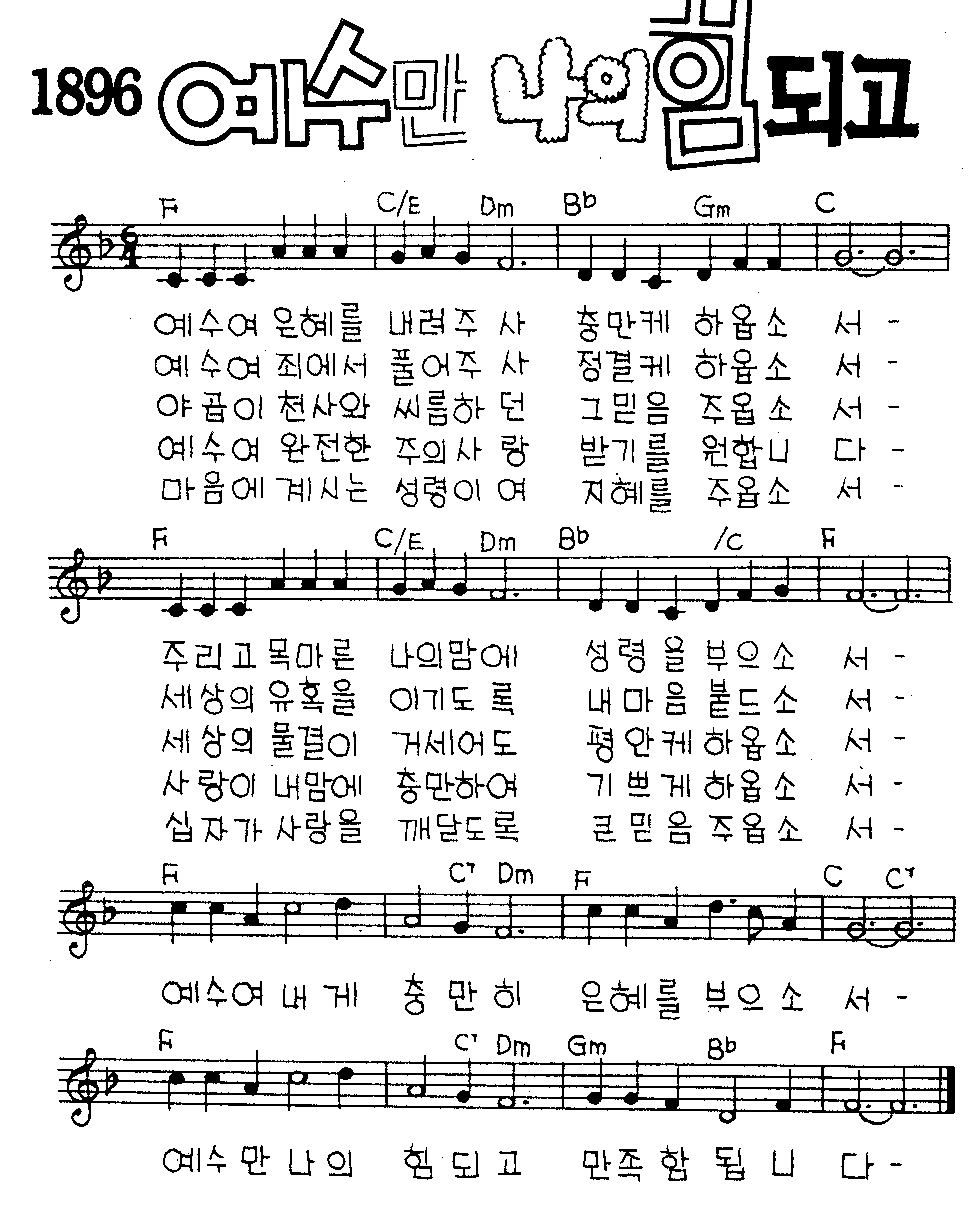 1896 예수만 나의 힘 되고
F C/E Dm Bb Gm C
6/4
예수여 은혜를 내려주 사 충만케 하옵소 서 -
예수여 죄에서 풀어주 사 정결케 하옵소 서 -
야곱이 천사와 씨름하 던 그믿음 주옵소 서 -
예수여 완전한 주의사 랑 받기를 원합니 다 -
마음에 계시는 성령이 여 지혜를 주옵소 서 -
F C/E Dm Bb /C F
주리고 목마른 나의맘에 성령을 부으소 서 -
세상의 유혹을 이기도록 내마음 붙드소 서 -
세상의 물결이 거세어도 평안케하옵소 서 -
사랑이 내맘에 충만하여 기쁘게하옵소 서 -
십자가 사랑을 깨닫도록 큰믿음 주옵소 서 -
F C7 Dm F C C7
예수여 내게 충만히 은혜를 부으소 서 -
F C7 Dm Gm Bb F
예수만 나의 힘되고 만족함 됩니 다 -